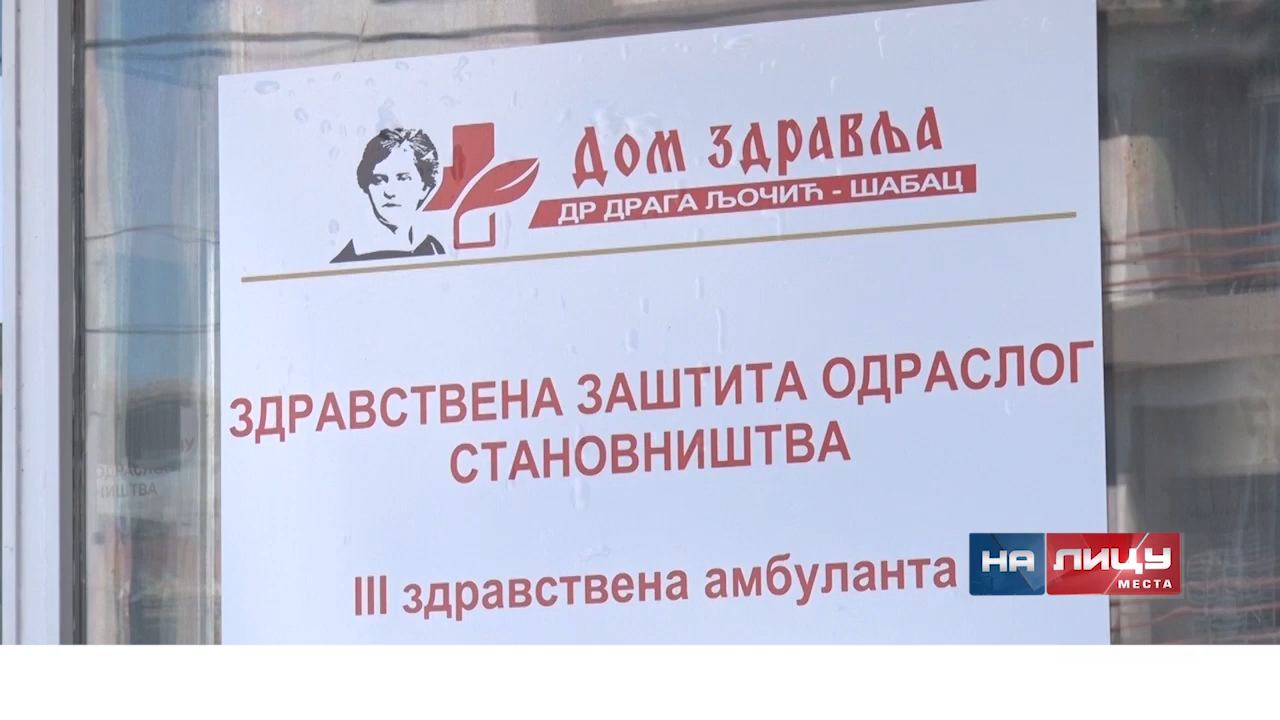 Дом здравља
ДР ДРАГА ЉОЧИЋ - ШАБАЦ
ЗДРАВСТВЕНА ЗАШТИТА ОДРАСЛОГ
СТАНОВНИШТВА
III здравствена амбуланта
НА ЛИЦУ
МЕСТА